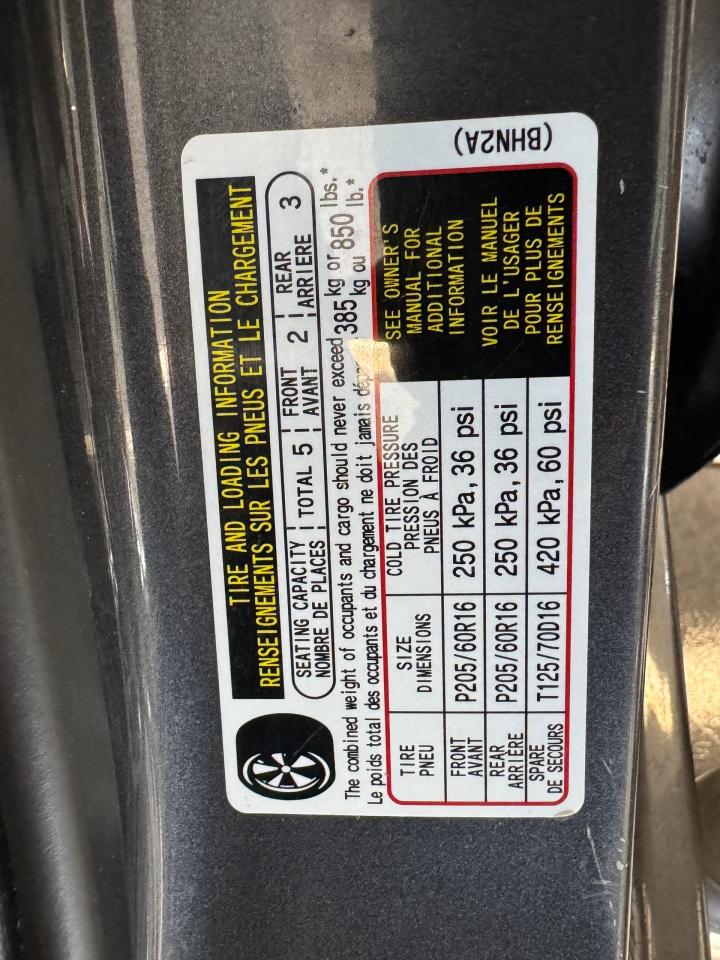 TIRE AND LOADING INFORMATION
RENSEIGNEMENTS SUR LES PNEUS ET LE CHARGEMENT
SEATING CAPACITY TOTAL 5 FRONT 2 REAR 3
NOMBRE DE PLACES AVANT ARRIERE
The combined weight of occupants and cargo should never exceed 385 kg or 850 lbs.*
Le poids total des occupants et du chargement ne doit jamais kg ou lb.*
TIRE
PNEU
SIZE
DIMENSIONS
COLD TIRE PRESSURE
PRESSION DES
PNEUS À FROID
FRONT
AVANT
P205/60R16
250 kPa, 36 psi
REAR
ARRIÈRE
P205/60R16
250 kPa, 36 psi
SPARE
DE SECOURS
T125/70D16
420 kPa, 60 psi
SEE OWNER'S
MANUAL FOR
ADDITIONAL
INFORMATION
VOIR LE MANUEL
DE L'USAGER
POUR PLUS DE
RENSEIGNEMENTS
(BHN2A)